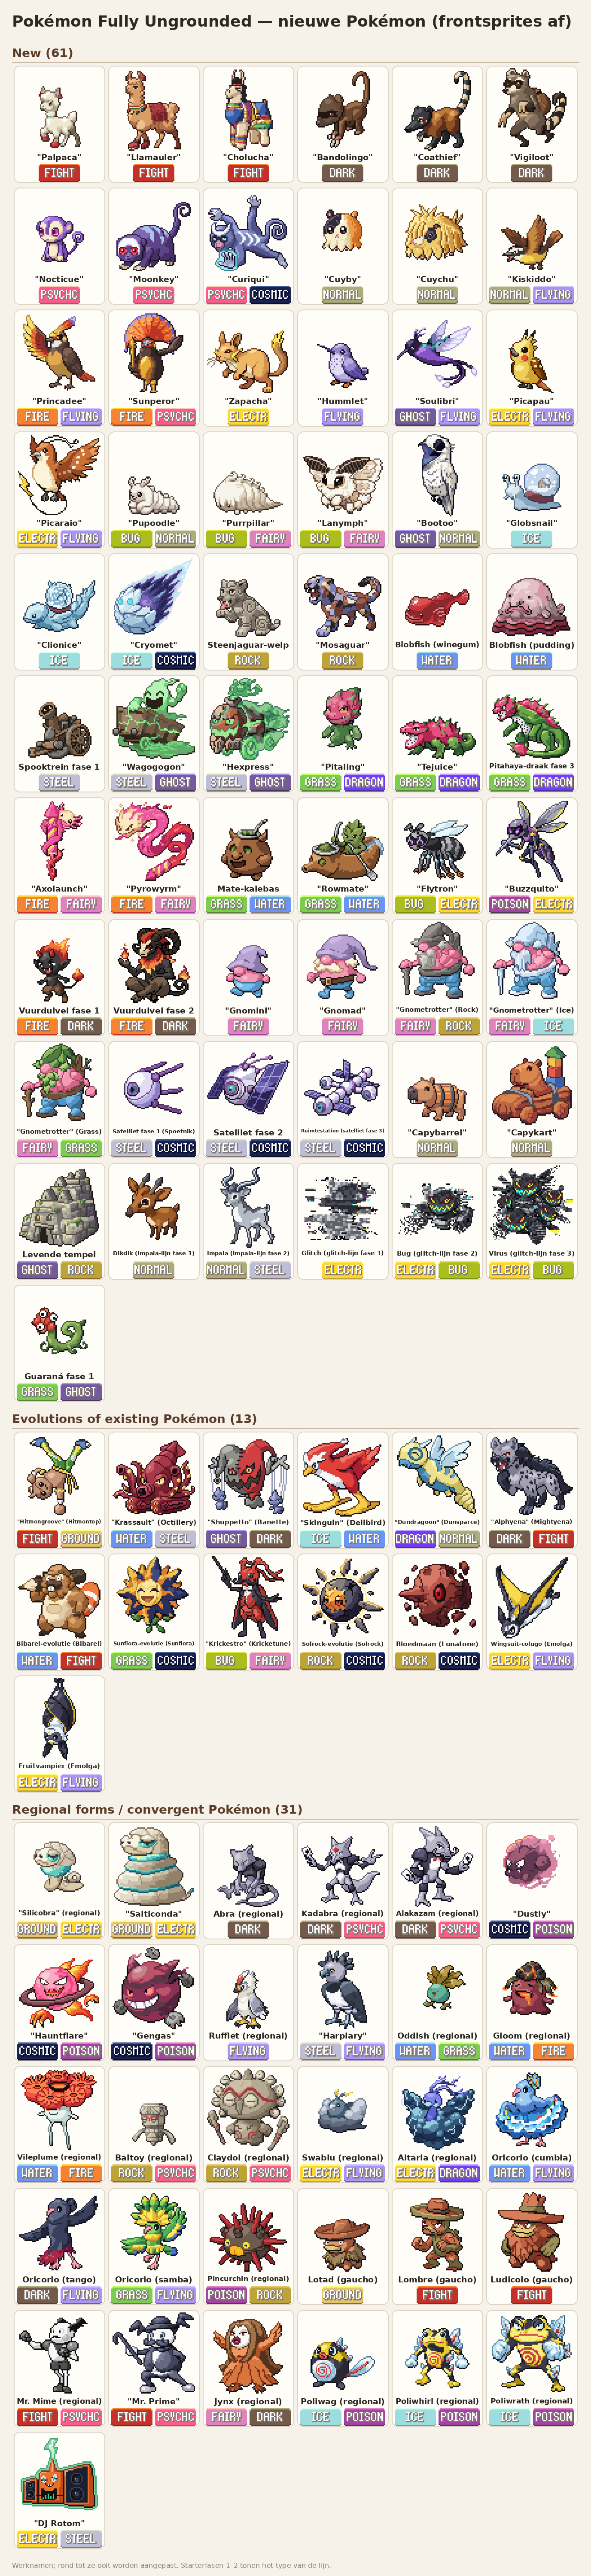 Pokémon Fully Ungrounded — nieuwe Pokémon (frontsprites af)
New (61)
"Palpaca" "Llamauler" "Cholucha" "Bandolingo" "Coathief" "Vigiloot"
FIGHT FIGHT FIGHT DARK DARK DARK
"Nocticue" "Moonkey" "Curiqui" "Cuyby" "Cuychu" "Kiskiddo"
PSYCHC PSYCHC PSYCHC COSMIC NORMAL NORMAL NORMAL FLYING
"Princadee" "Sunperor" "Zapacha" "Hummlet" "Soulibri" "Picapau"
FIRE FLYING FIRE PSYCHC ELECTR FLYING GHOST FLYING ELECTR FLYING
"Picaraio" "Pupoodle" "Purrpillar" "Lanymph" "Bootoo" "Globsnail"
ELECTR FLYING BUG NORMAL BUG FAIRY BUG FAIRY GHOST NORMAL ICE
"Clionice" "Cryomet" Steenjaguar-welp "Mosaguar" Blobfish (winegum) Blobfish (pudding)
ICE ICE COSMIC ROCK ROCK WATER WATER
Spooktrein fase 1 "Wagogogon" "Hexpress" "Pitaling" "Tejuice" Pitahaya-draak fase 3
STEEL STEEL GHOST STEEL GHOST GRASS DRAGON GRASS DRAGON GRASS DRAGON
"Axolaunch" "Pyrowyrm" Mate-kalebas "Rowmate" "Flytron" "Buzzquito"
FIRE FAIRY FIRE FAIRY GRASS WATER GRASS WATER BUG ELECTR POISON ELECTR
Vuurduivel fase 1 Vuurduivel fase 2 "Gnomini" "Gnomad" "Gnometrotter" (Rock) "Gnometrotter" (Ice)
FIRE DARK FIRE DARK FAIRY FAIRY FAIRY ROCK FAIRY ICE
"Gnometrotter" (Grass) Satelliet fase 1 (Spoetnik) Satelliet fase 2 Ruimtestation (satelliet fase 3) "Capybarrel" "Capykart"
FAIRY GRASS STEEL COSMIC STEEL COSMIC STEEL COSMIC NORMAL NORMAL
Levende tempel Dikdik (impala-lijn fase 1) Impala (impala-lijn fase 2) Glitch (glitch-lijn fase 1) Bug (glitch-lijn fase 2) Virus (glitch-lijn fase 3)
GHOST ROCK NORMAL NORMAL STEEL ELECTR ELECTR BUG ELECTR BUG
Guaraná fase 1
GRASS GHOST
Evolutions of existing Pokémon (13)
"Hitmongroove" (Hitmontop) "Krassault" (Octillery) "Shuppetto" (Banette) "Skinguin" (Delibird) "Dundragoon" (Dunsparce) "Alphyena" (Mightyena)
FIGHT GROUND WATER STEEL GHOST DARK ICE WATER DRAGON NORMAL DARK FIGHT
Bibarel-evolutie (Bibarel) Sunflora-evolutie (Sunflora) "Krickestro" (Kricketune) Solrock-evolutie (Solrock) Bloedmaan (Lunatone) Wingsuit-colugo (Emolga)
WATER FIGHT GRASS COSMIC BUG FAIRY ROCK COSMIC ROCK COSMIC ELECTR FLYING
Fruitvampier (Emolga)
ELECTR FLYING
Regional forms / convergent Pokémon (31)
"Silicobra" (regional) "Salticonda" Abra (regional) Kadabra (regional) Alakazam (regional) "Dustly"
GROUND ELECTR GROUND ELECTR DARK DARK PSYCHC DARK PSYCHC COSMIC POISON
"Hauntflare" "Gengas" Rufflet (regional) "Harpiary" Oddish (regional) Gloom (regional)
COSMIC POISON COSMIC POISON FLYING STEEL FLYING WATER GRASS WATER FIRE
Vileplume (regional) Baltoy (regional) Claydol (regional) Swablu (regional) Altaria (regional) Oricorio (cumbia)
WATER FIRE ROCK PSYCHC ROCK PSYCHC ELECTR FLYING ELECTR DRAGON WATER FLYING
Oricorio (tango) Oricorio (samba) Pincurchin (regional) Lotad (gaucho) Lombre (gaucho) Ludicolo (gaucho)
DARK FLYING GRASS FLYING POISON ROCK GROUND FIGHT FIGHT
Mr. Mime (regional) "Mr. Prime" Jynx (regional) Poliwag (regional) Poliwhirl (regional) Poliwrath (regional)
FIGHT PSYCHC FIGHT PSYCHC FAIRY DARK ICE POISON ICE POISON ICE POISON
"DJ Rotom"
ELECTR STEEL
Werknamen; rond tot ze ooit worden aangepast. Starterfasen 1–2 tonen het type van de lijn.